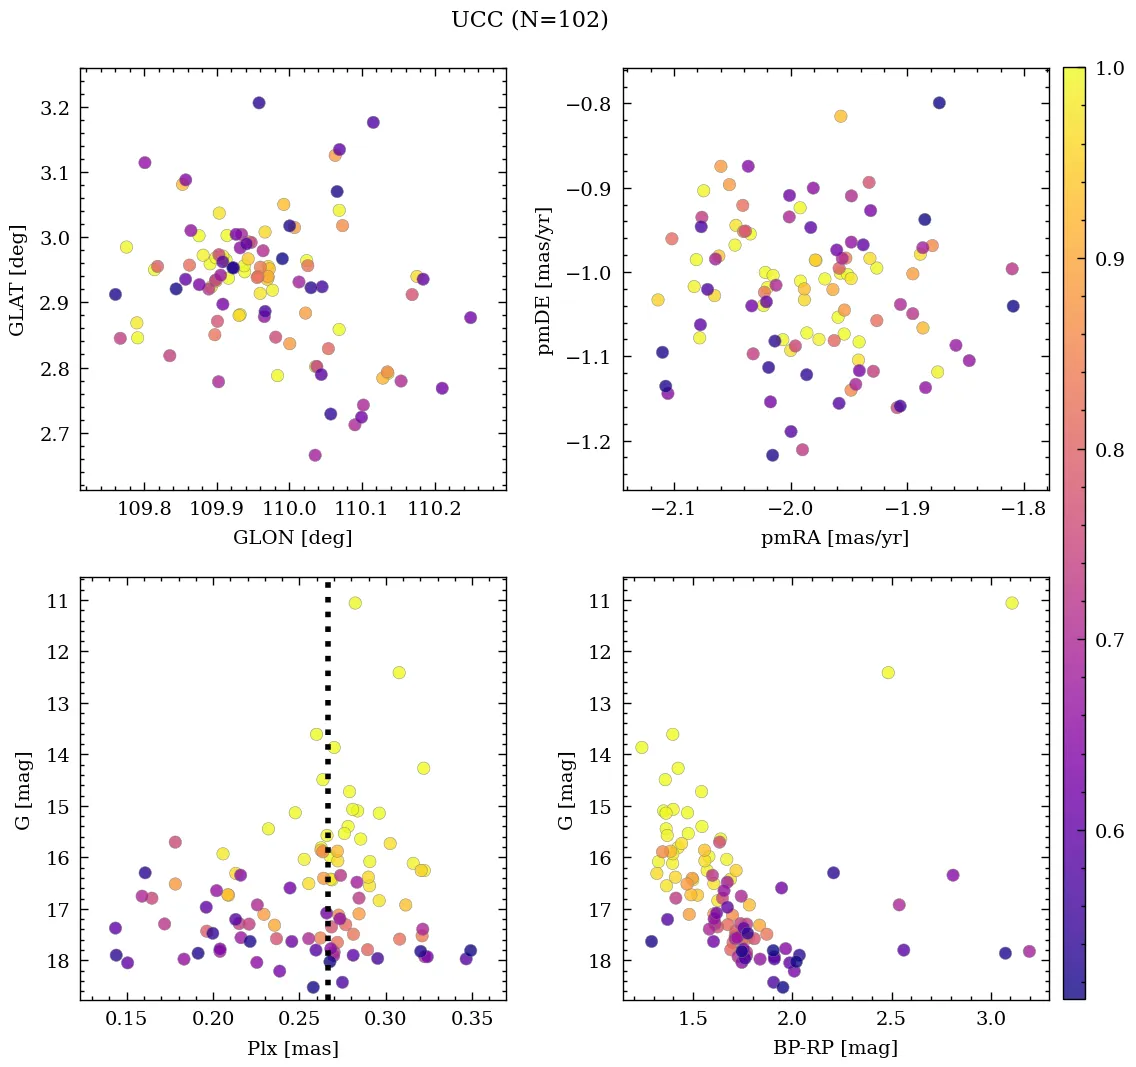 UCC (N=102)
3.2
3.1
3.0
2.9
2.8
2.7
GLAT [deg]
109.8 109.9 110.0 110.1 110.2
GLON [deg]
−0.8
−0.9
−1.0
−1.1
−1.2
pmDE [mas/yr]
−2.1 −2.0 −1.9 −1.8
pmRA [mas/yr]
1.0
0.9
0.8
0.7
0.6
11
12
13
14
15
16
17
18
G [mag]
0.15 0.20 0.25 0.30 0.35
Plx [mas]
11
12
13
14
15
16
17
18
G [mag]
1.5 2.0 2.5 3.0
BP-RP [mag]